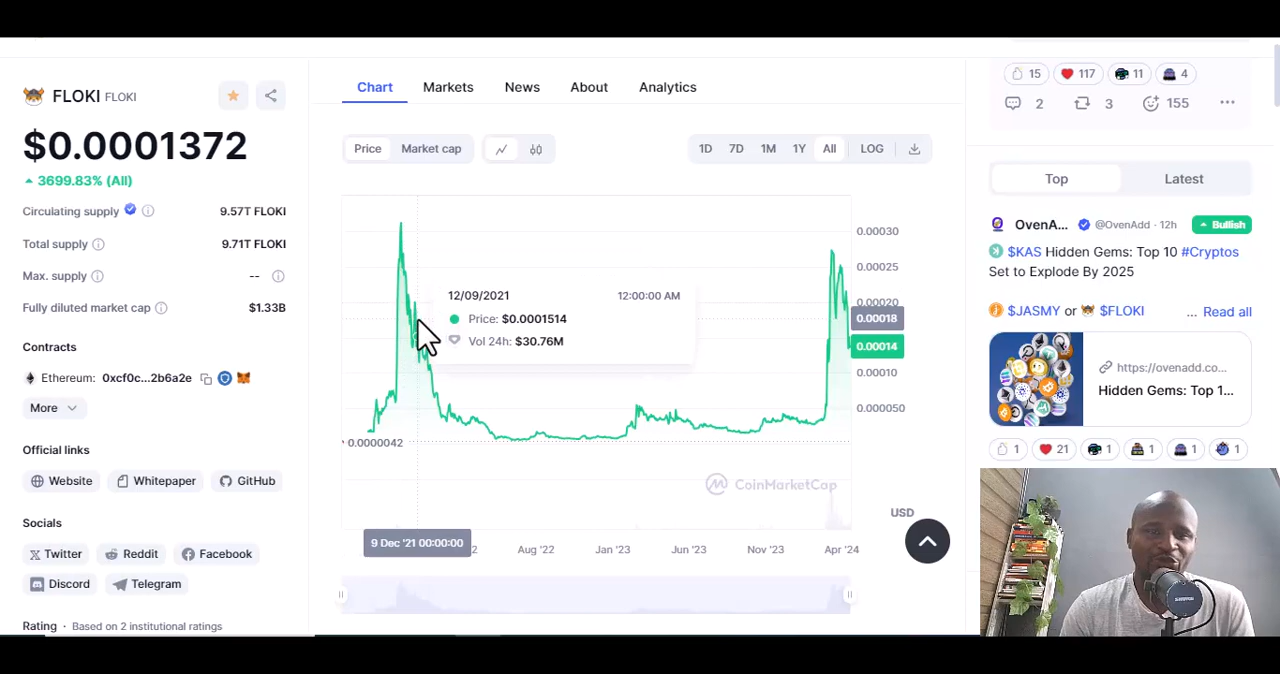 FLOKI FLOKI
$0.0001372
3699.83% (All)
Circulating supply 9.57T FLOKI
Total supply 9.71T FLOKI
Max. supply --
Fully diluted market cap $1.33B
Contracts
Ethereum: 0xcf0c...2b6a2e
More
Official links
Website Whitepaper GitHub
Socials
Twitter Reddit Facebook
Discord Telegram
Rating · Based on 2 institutional ratings
Chart Markets News About Analytics
Price Market cap 1D 7D 1M 1Y All LOG
0.00030
0.00025
0.00020
0.00018
0.00014
0.00010
0.000050
12/09/2021 12:00:00 AM
Price: $0.0001514
Vol 24h: $30.76M
0.0000042
CoinMarketCap
USD
9 Dec '21 00:00:00 2 Aug '22 Jan '23 Jun '23 Nov '23 Apr '24
15 117 11 4
2 3 155 ...
Top Latest
OvenA... @OvenAdd · 12h Bullish
$KAS Hidden Gems: Top 10 #Cryptos
Set to Explode By 2025
$JASMY or $FLOKI ... Read all
https://ovenadd.co...
Hidden Gems: Top 1...
1 21 1 1 1 1